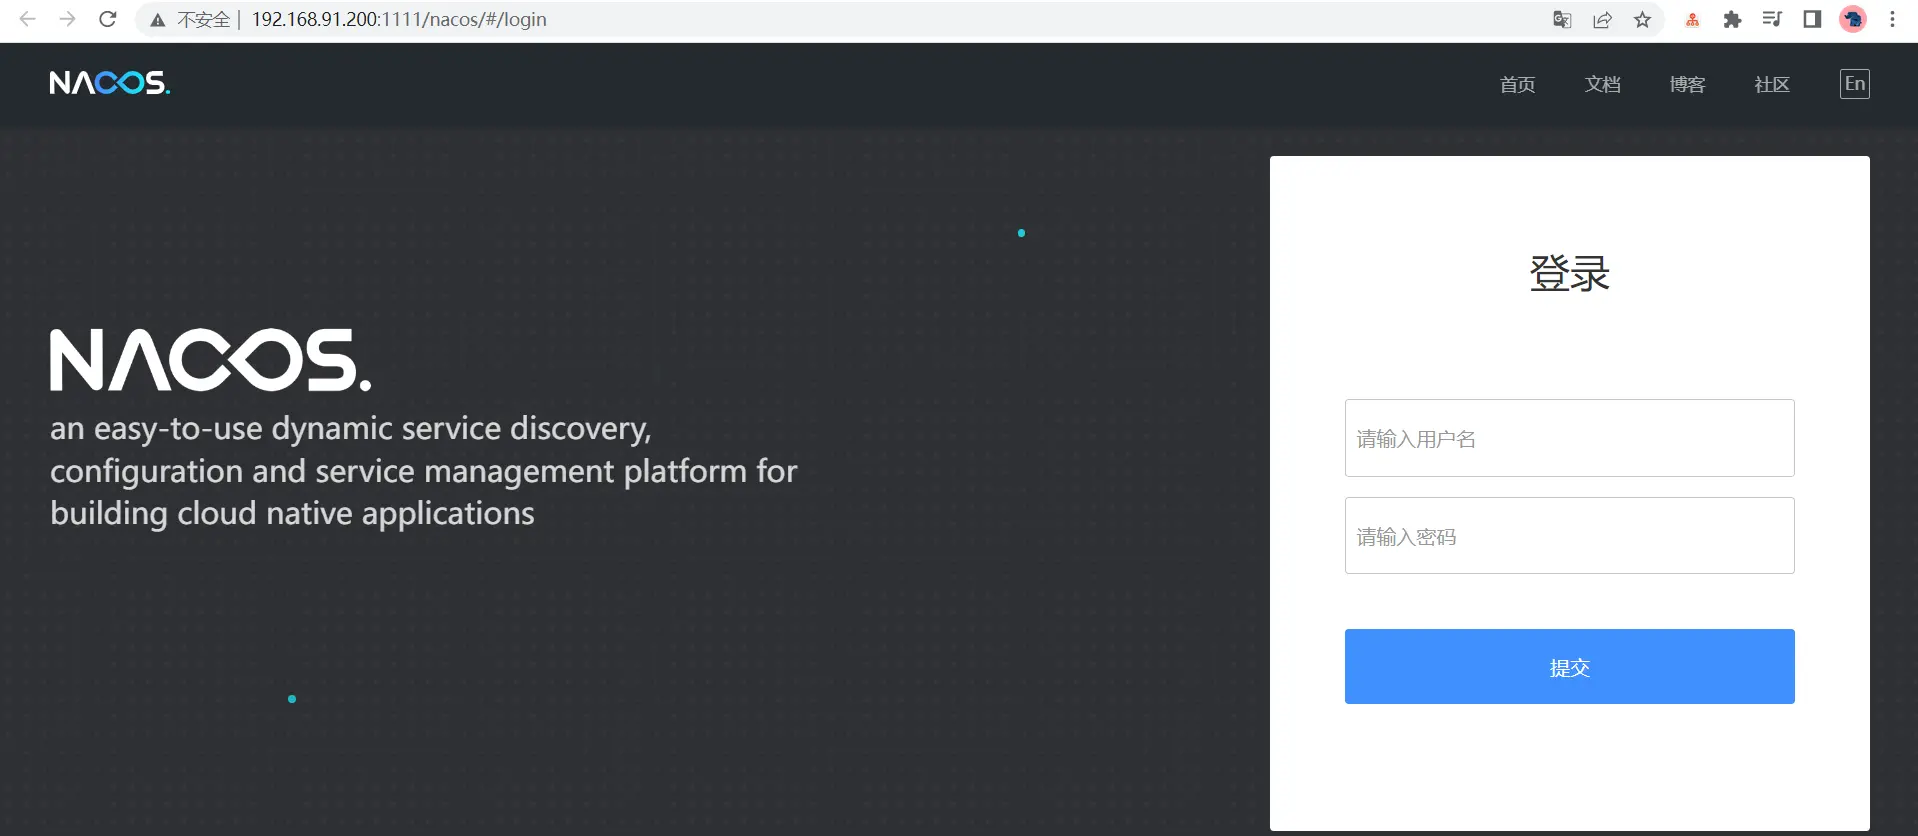 不安全 | 192.168.91.200:1111/nacos/#/login
NACOS.
首页 文档 博客 社区 En
登录
NACOS.
an easy-to-use dynamic service discovery,
configuration and service management platform for
building cloud native applications
请输入用户名
请输入密码
提交